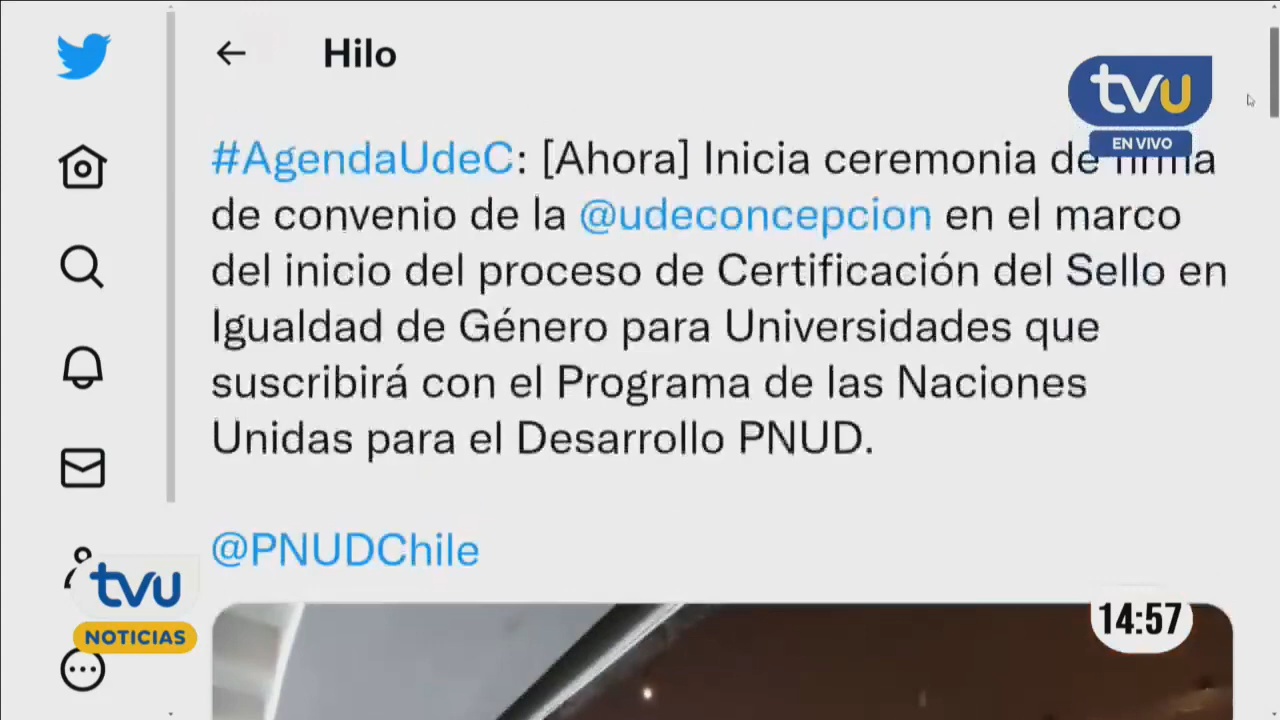 Hilo
tvu
EN VIVO
#AgendaUdeC: [Ahora] Inicia ceremonia de firma
de convenio de la @udeconcepcion en el marco
del inicio del proceso de Certificación del Sello en
Igualdad de Género para Universidades que
suscribirá con el Programa de las Naciones
Unidas para el Desarrollo PNUD.
@PNUDChile
tvu
NOTICIAS
14:57